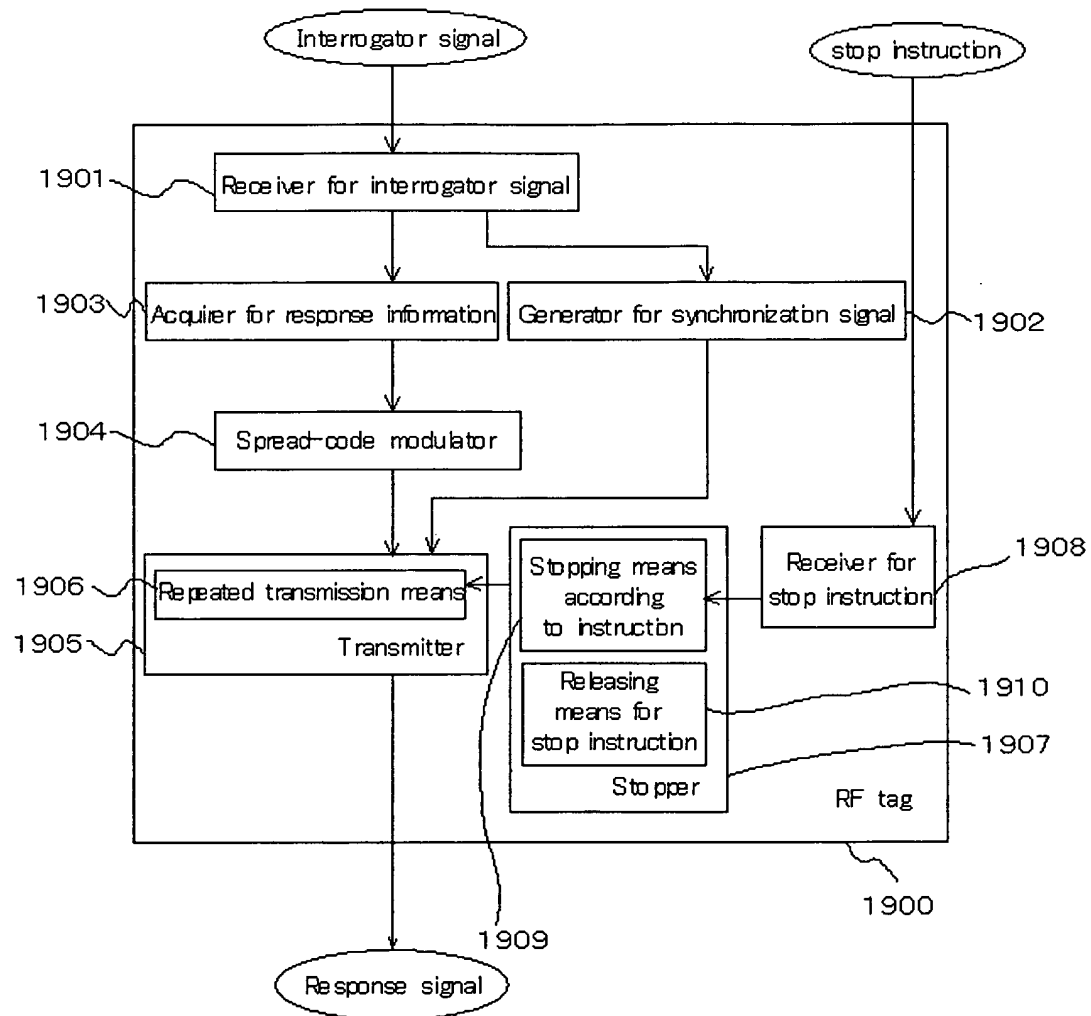 Interrogator signal
stop instruction
1901
Receiver for interrogator signal
1903
Acquirer for response information
Generator for synchronization signal
1902
1904
Spread-code modulator
1906
Repeated transmission means
1905
Transmitter
Stopping means
according
to instruction
Receiver for
stop instruction
1908
Releasing
means for
stop instruction
1910
1907
Stopper
RF tag
1900
1909
Response signal